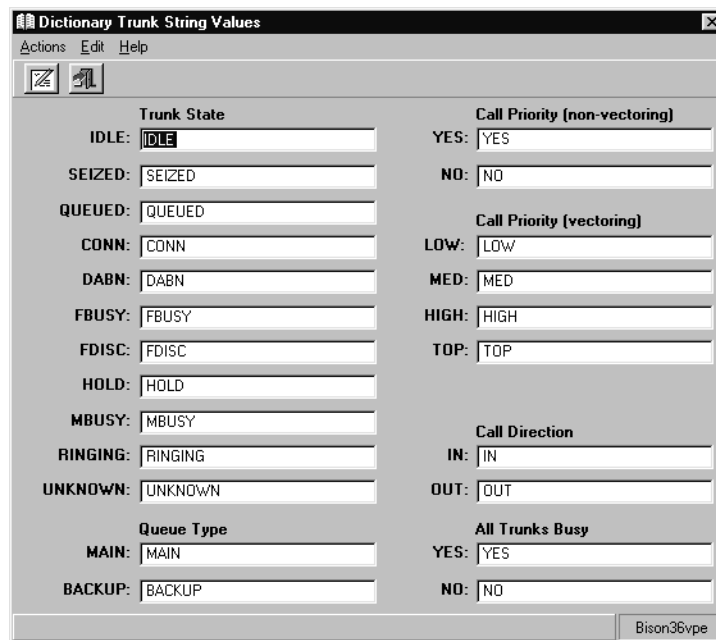 Dictionary Trunk String Values
Actions Edit Help
Trunk State
IDLE: IDLE
SEIZED: SEIZED
QUEUED: QUEUED
CONN: CONN
DABN: DABN
FBUSY: FBUSY
FDISC: FDISC
HOLD: HOLD
MBUSY: MBUSY
RINGING: RINGING
UNKNOWN: UNKNOWN
Queue Type
MAIN: MAIN
BACKUP: BACKUP
Call Priority (non-vectoring)
YES: YES
NO: NO
Call Priority (vectoring)
LOW: LOW
MED: MED
HIGH: HIGH
TOP: TOP
Call Direction
IN: IN
OUT: OUT
All Trunks Busy
YES: YES
NO: NO
Bison36vpe